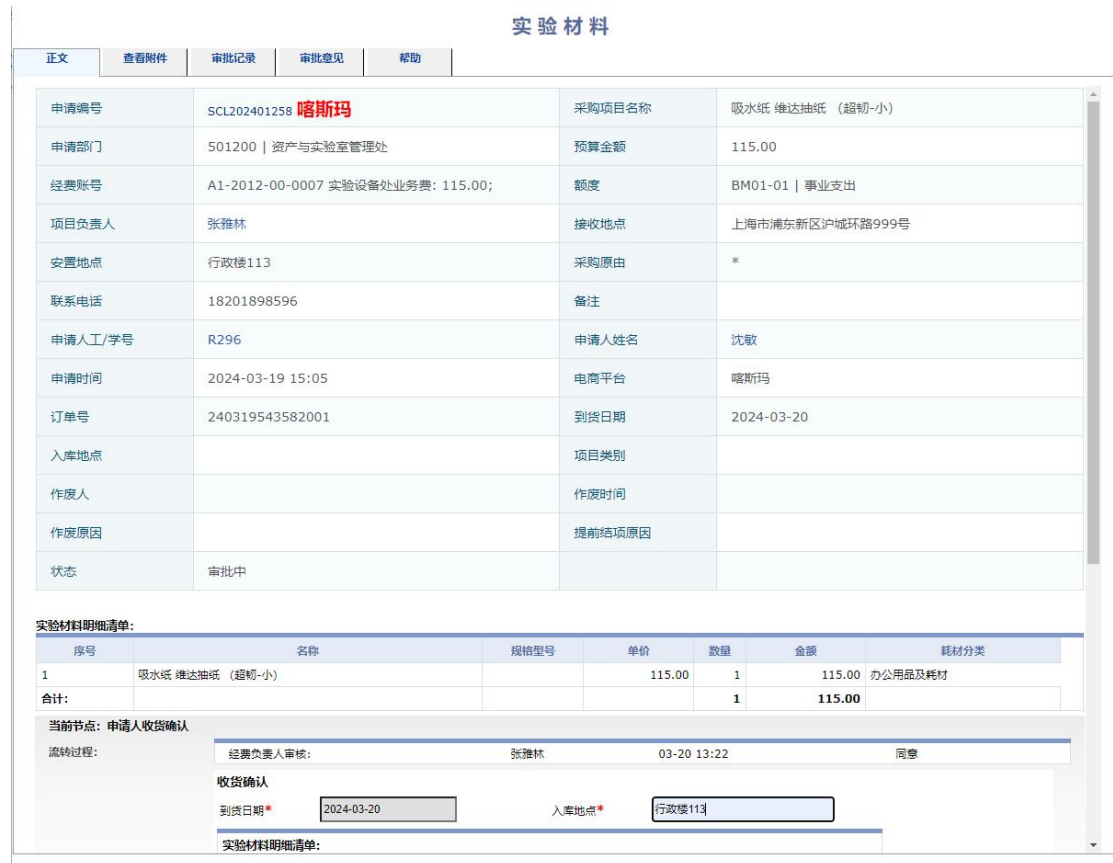 实验材料
正文 查看附件 审批记录 审批意见 帮助
申请编号 SCL202401258 喀斯玛 采购项目名称 吸水纸 维达抽纸 （超韧-小）
申请部门 501200 | 资产与实验室管理处 预算金额 115.00
经费账号 A1-2012-00-0007 实验设备处业务费: 115.00; 额度 BM01-01 | 事业支出
项目负责人 张雅林 接收地点 上海市浦东新区沪城环路999号
安置地点 行政楼113 采购原由 *
联系电话 18201898596 备注
申请人工/学号 R296 申请人姓名 沈敏
申请时间 2024-03-19 15:05 电商平台 喀斯玛
订单号 240319543582001 到货日期 2024-03-20
入库地点 项目类别
作废人 作废时间
作废原因 提前结项原因
状态 审批中
实验材料明细清单:
序号 名称 规格型号 单价 数量 金额 耗材分类
1 吸水纸 维达抽纸 （超韧-小） 115.00 1 115.00 办公用品及耗材
合计: 1 115.00
当前节点: 申请人收货确认
流转过程: 经费负责人审核: 张雅林 03-20 13:22 同意
收货确认
到货日期* 2024-03-20 入库地点* 行政楼113
实验材料明细清单: